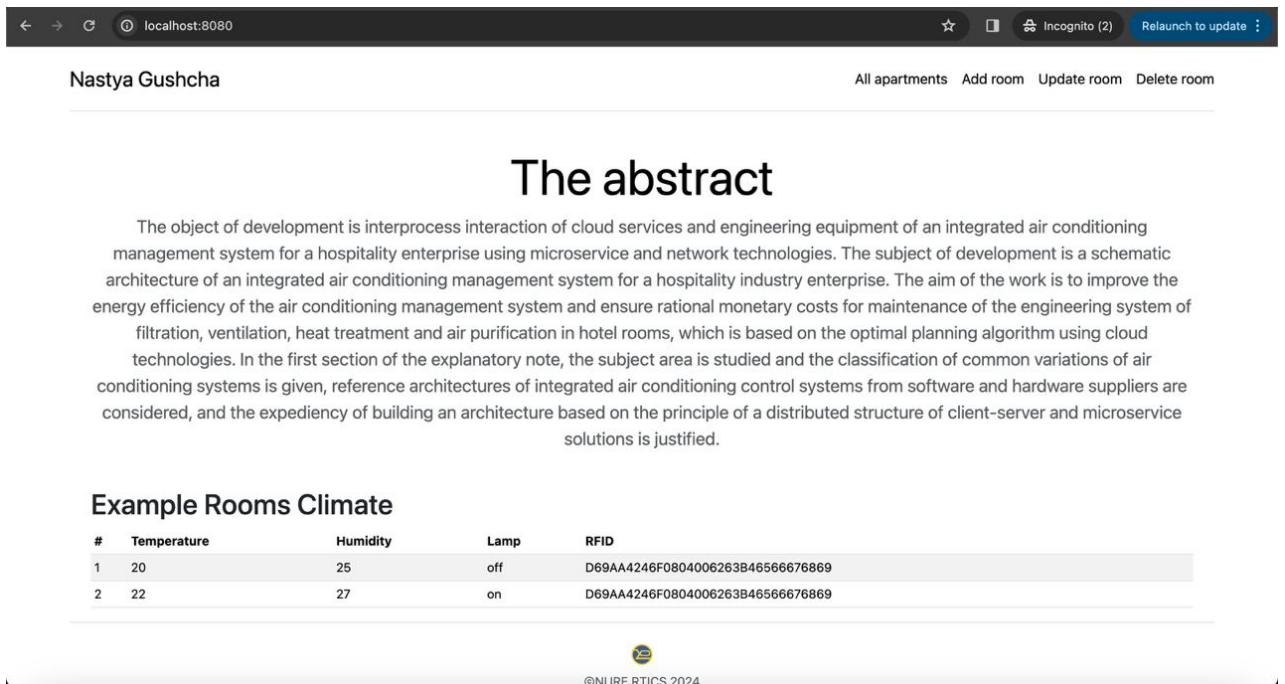 localhost:8080 Incognito (2) Relaunch to update
Nastya Gushcha All apartments Add room Update room Delete room
The abstract
The object of development is interprocess interaction of cloud services and engineering equipment of an integrated air conditioning
management system for a hospitality enterprise using microservice and network technologies. The subject of development is a schematic
architecture of an integrated air conditioning management system for a hospitality industry enterprise. The aim of the work is to improve the
energy efficiency of the air conditioning management system and ensure rational monetary costs for maintenance of the engineering system of
filtration, ventilation, heat treatment and air purification in hotel rooms, which is based on the optimal planning algorithm using cloud
technologies. In the first section of the explanatory note, the subject area is studied and the classification of common variations of air
conditioning systems is given, reference architectures of integrated air conditioning control systems from software and hardware suppliers are
considered, and the expediency of building an architecture based on the principle of a distributed structure of client-server and microservice
solutions is justified.
Example Rooms Climate
# Temperature Humidity Lamp RFID
1 20 25 off D69AA4246F0804006263B46566676869
2 22 27 on D69AA4246F0804006263B46566676869
©NURE RTICS 2024